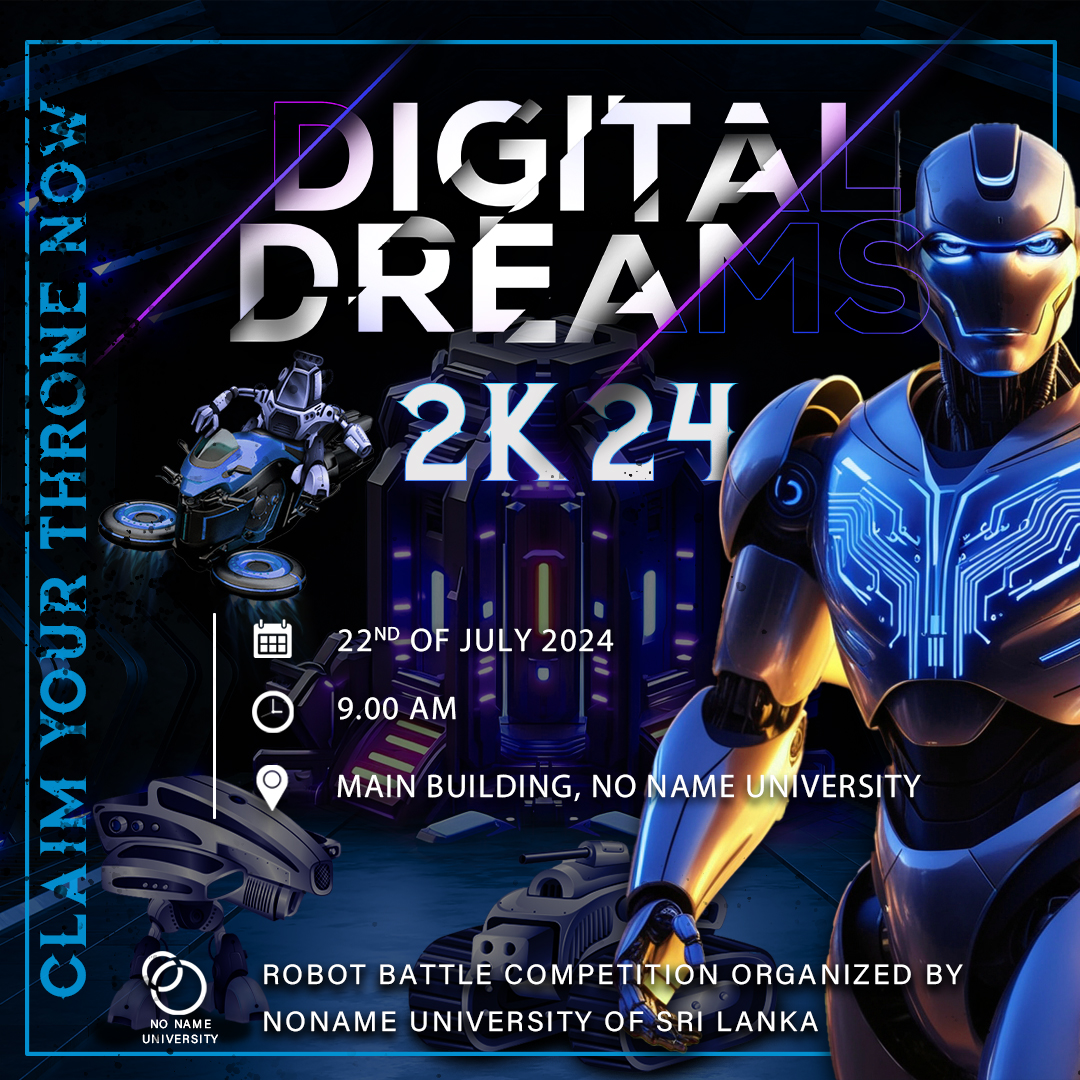 CLAIM YOUR THRONE NOW
DIGITAL
DREAMS
2K24
22ND OF JULY 2024
9.00 AM
MAIN BUILDING, NO NAME UNIVERSITY
NO NAME
UNIVERSITY
ROBOT BATTLE COMPETITION ORGANIZED BY
NONAME UNIVERSITY OF SRI LANKA